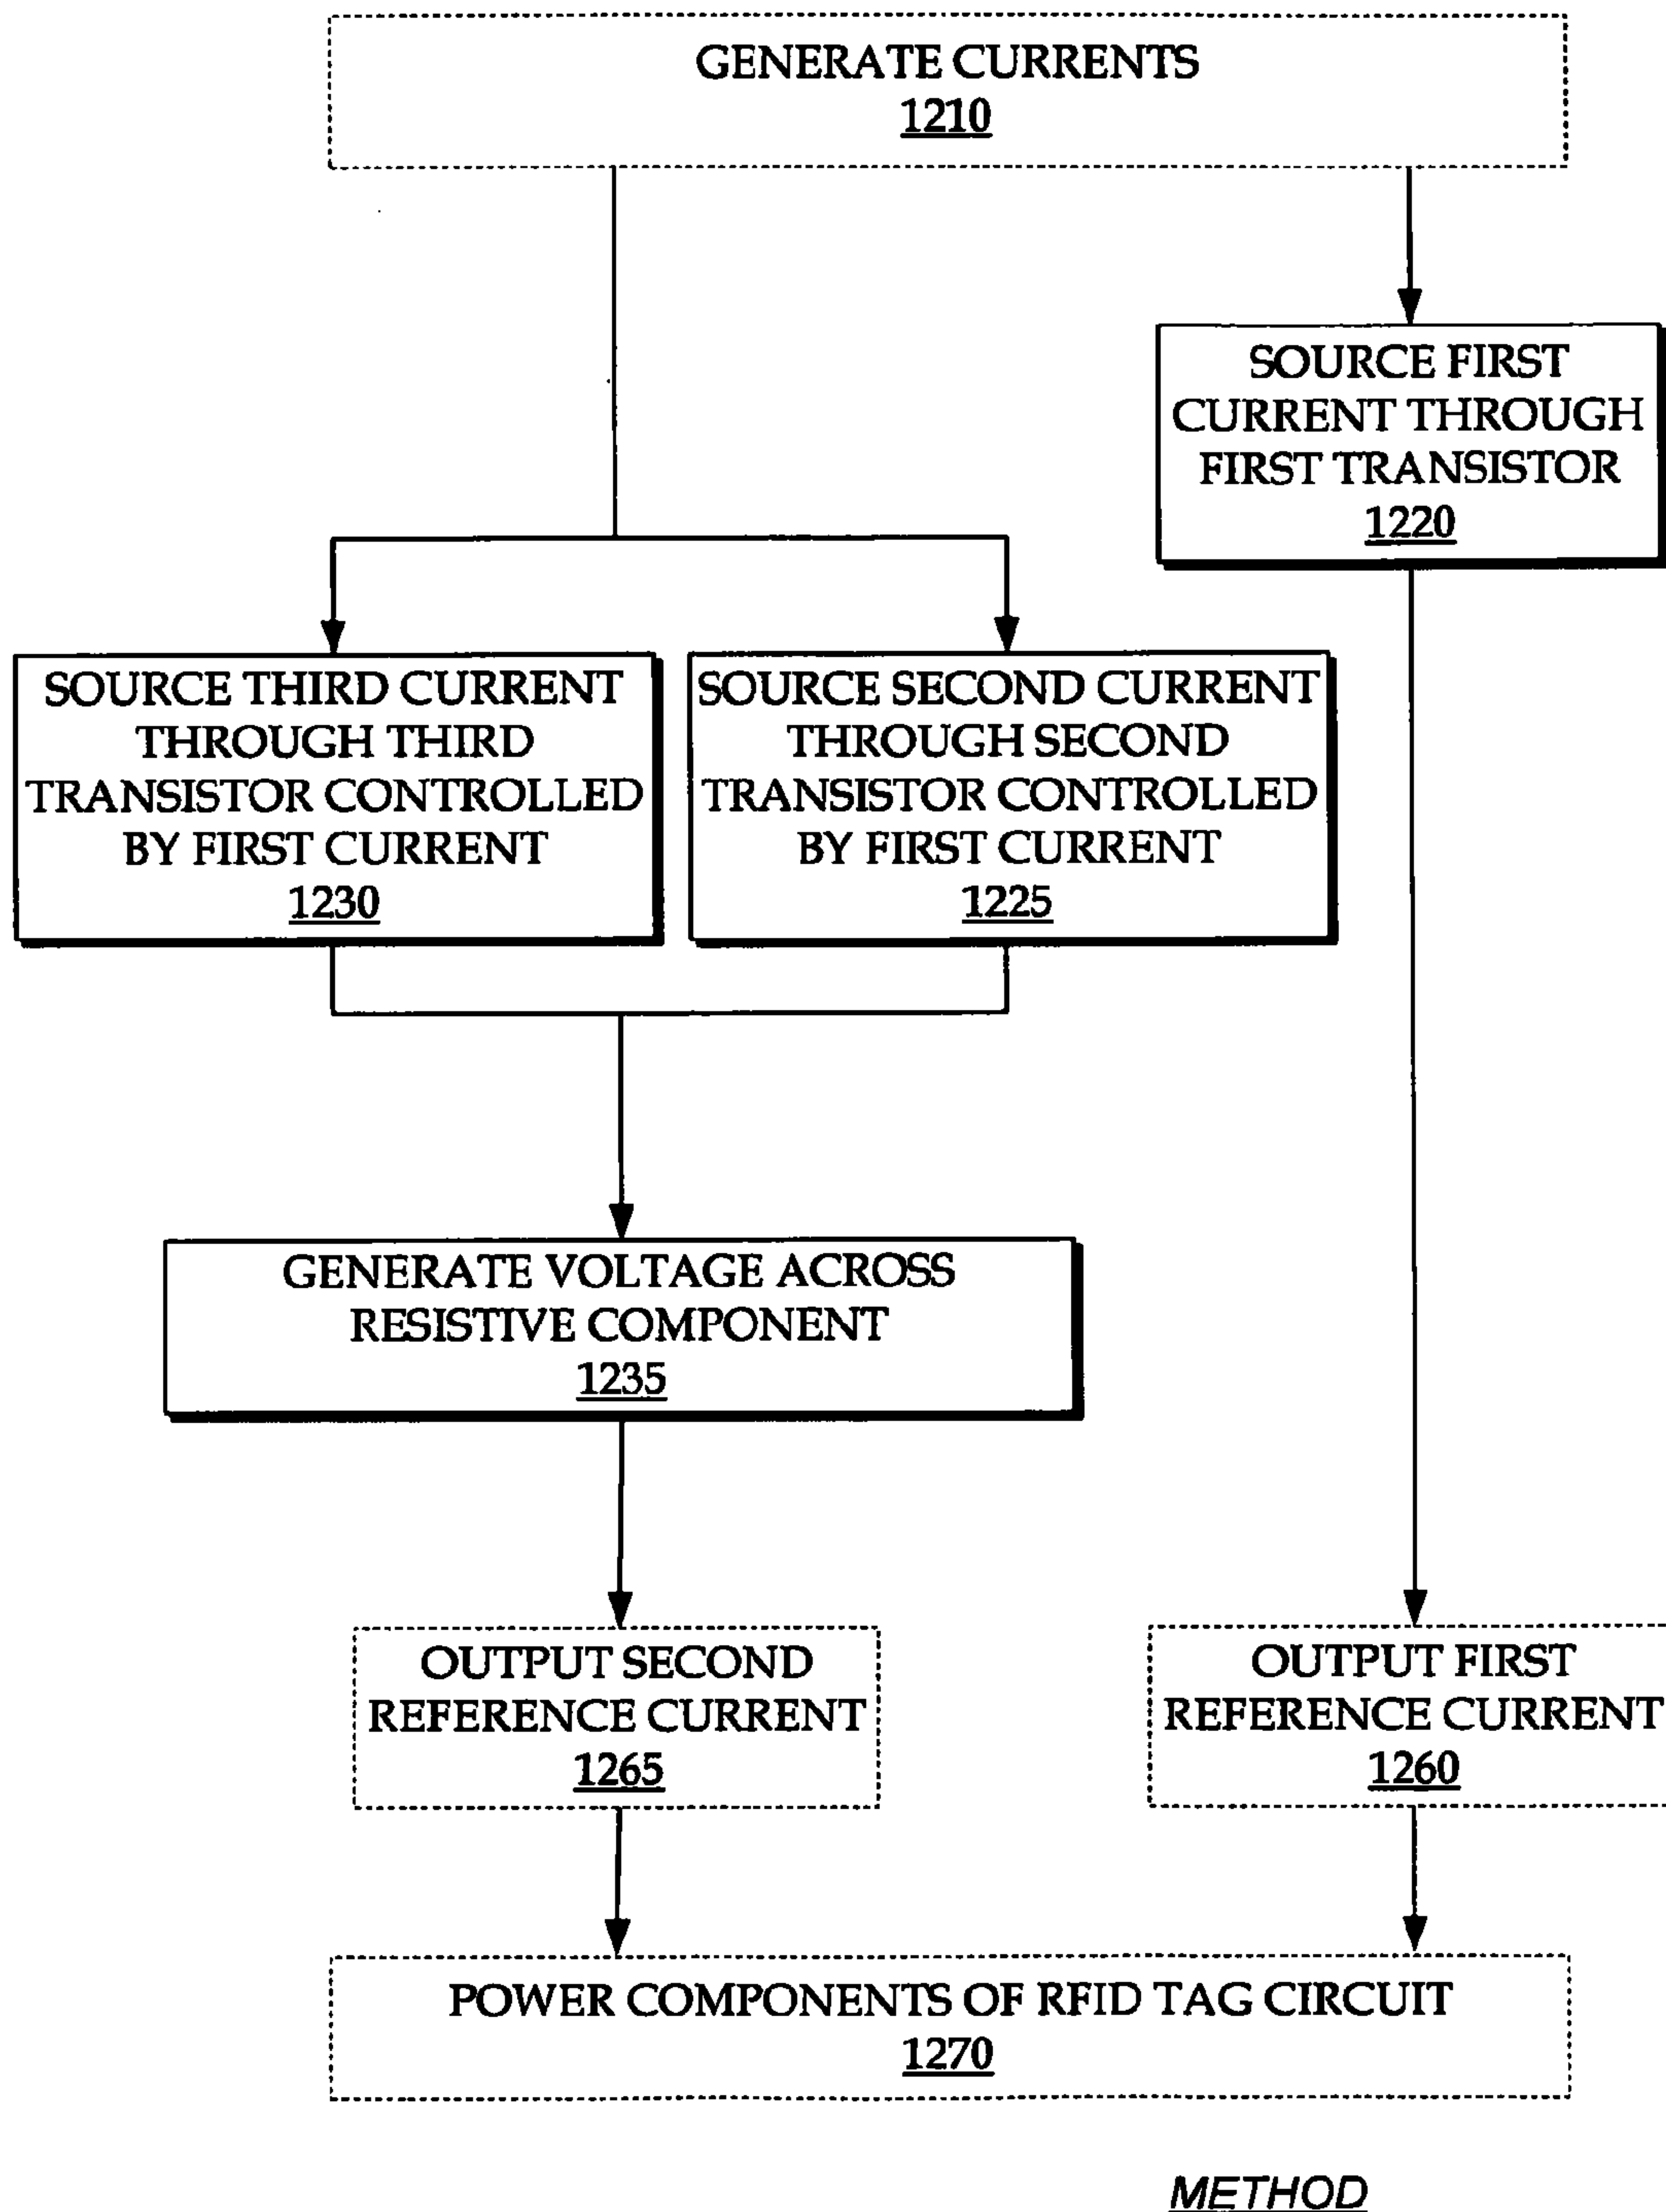 GENERATE CURRENTS
1210
SOURCE FIRST
CURRENT THROUGH
FIRST TRANSISTOR
1220
SOURCE THIRD CURRENT
THROUGH THIRD
TRANSISTOR CONTROLLED
BY FIRST CURRENT
1230
SOURCE SECOND CURRENT
THROUGH SECOND
TRANSISTOR CONTROLLED
BY FIRST CURRENT
1225
GENERATE VOLTAGE ACROSS
RESISTIVE COMPONENT
1235
OUTPUT SECOND
REFERENCE CURRENT
1265
OUTPUT FIRST
REFERENCE CURRENT
1260
POWER COMPONENTS OF RFID TAG CIRCUIT
1270
METHOD